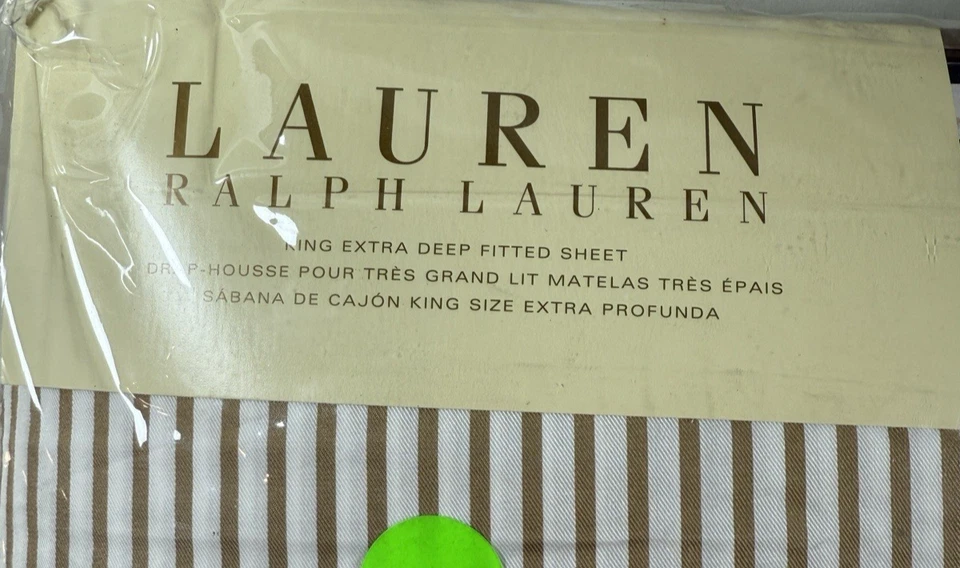 LAUREN
RALPH LAUREN
KING EXTRA DEEP FITTED SHEET
DRAP-HOUSSE POUR TRÈS GRAND LIT MATELAS TRÈS ÉPAIS
SÁBANA DE CAJÓN KING SIZE EXTRA PROFUNDA